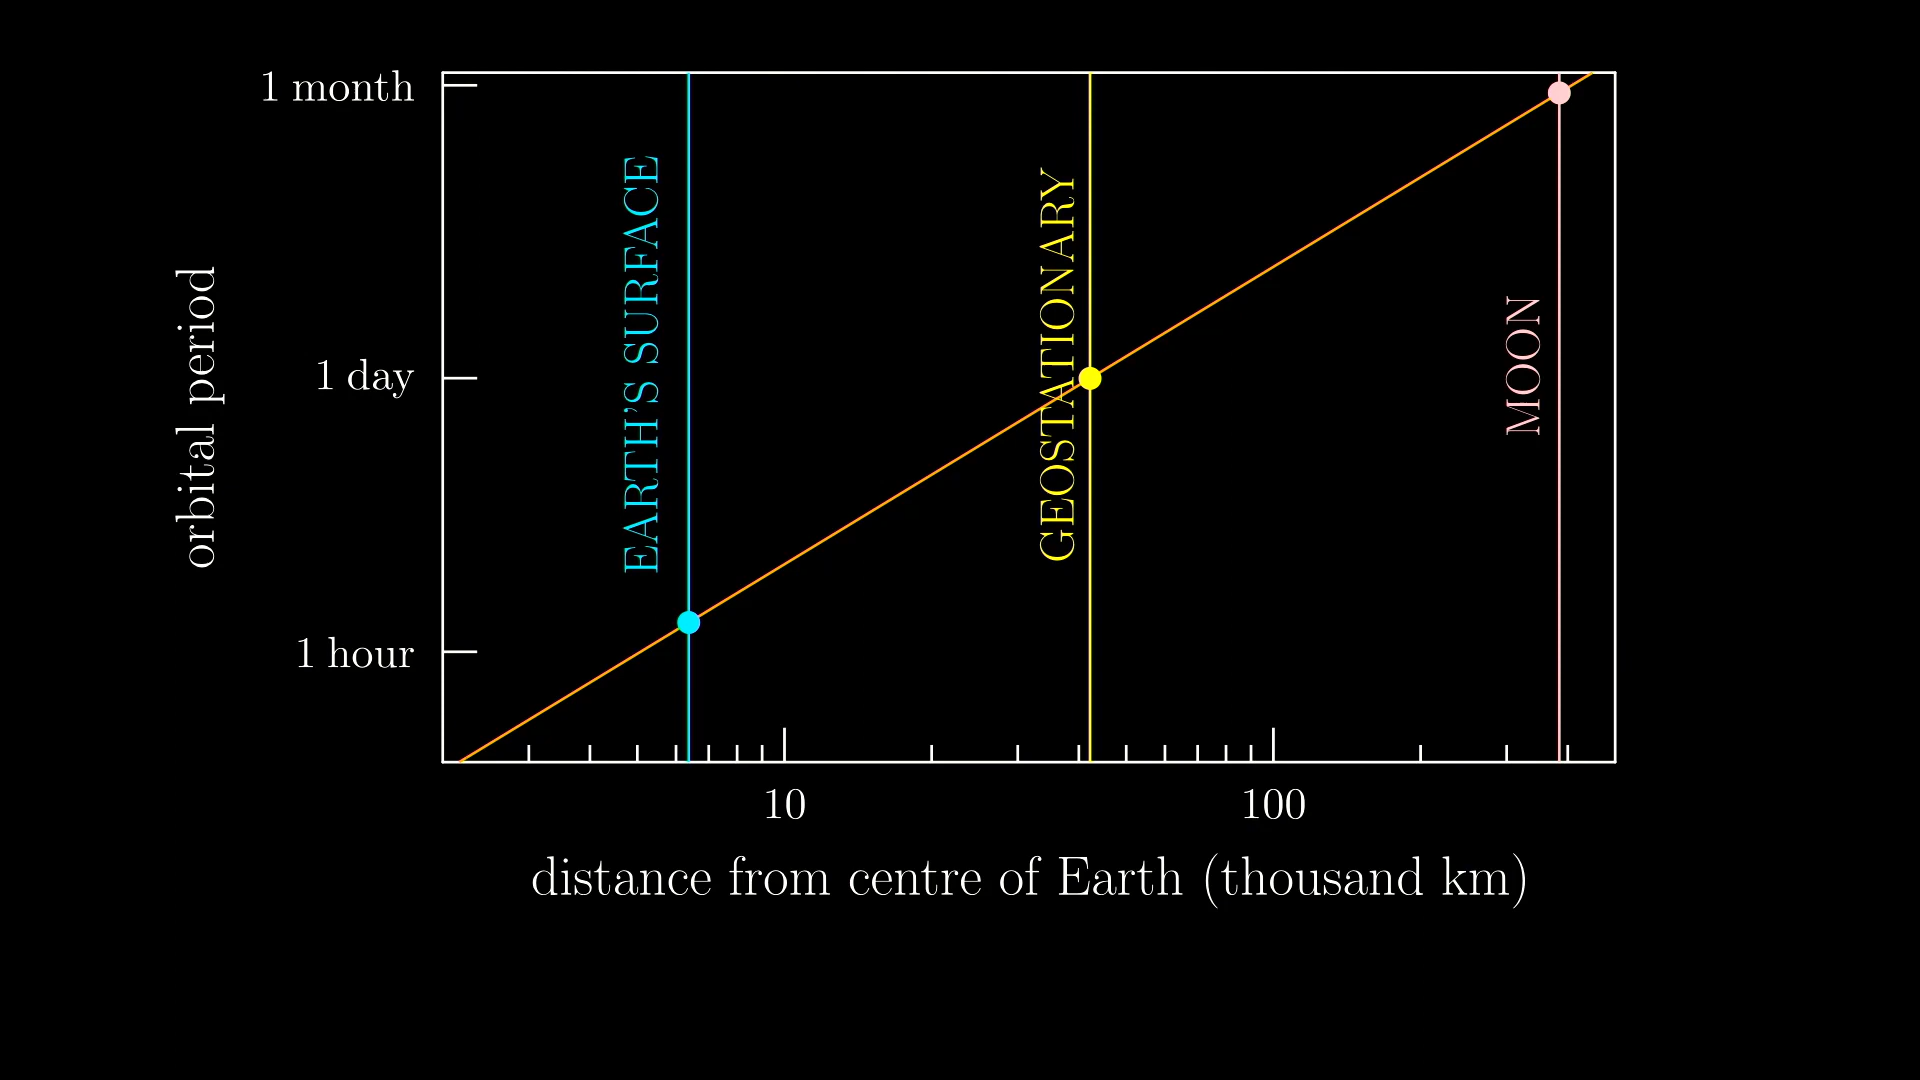 1 month
1 day
1 hour
orbital period
EARTH'S SURFACE
GEOSTATIONARY
MOON
10
100
distance from centre of Earth (thousand km)